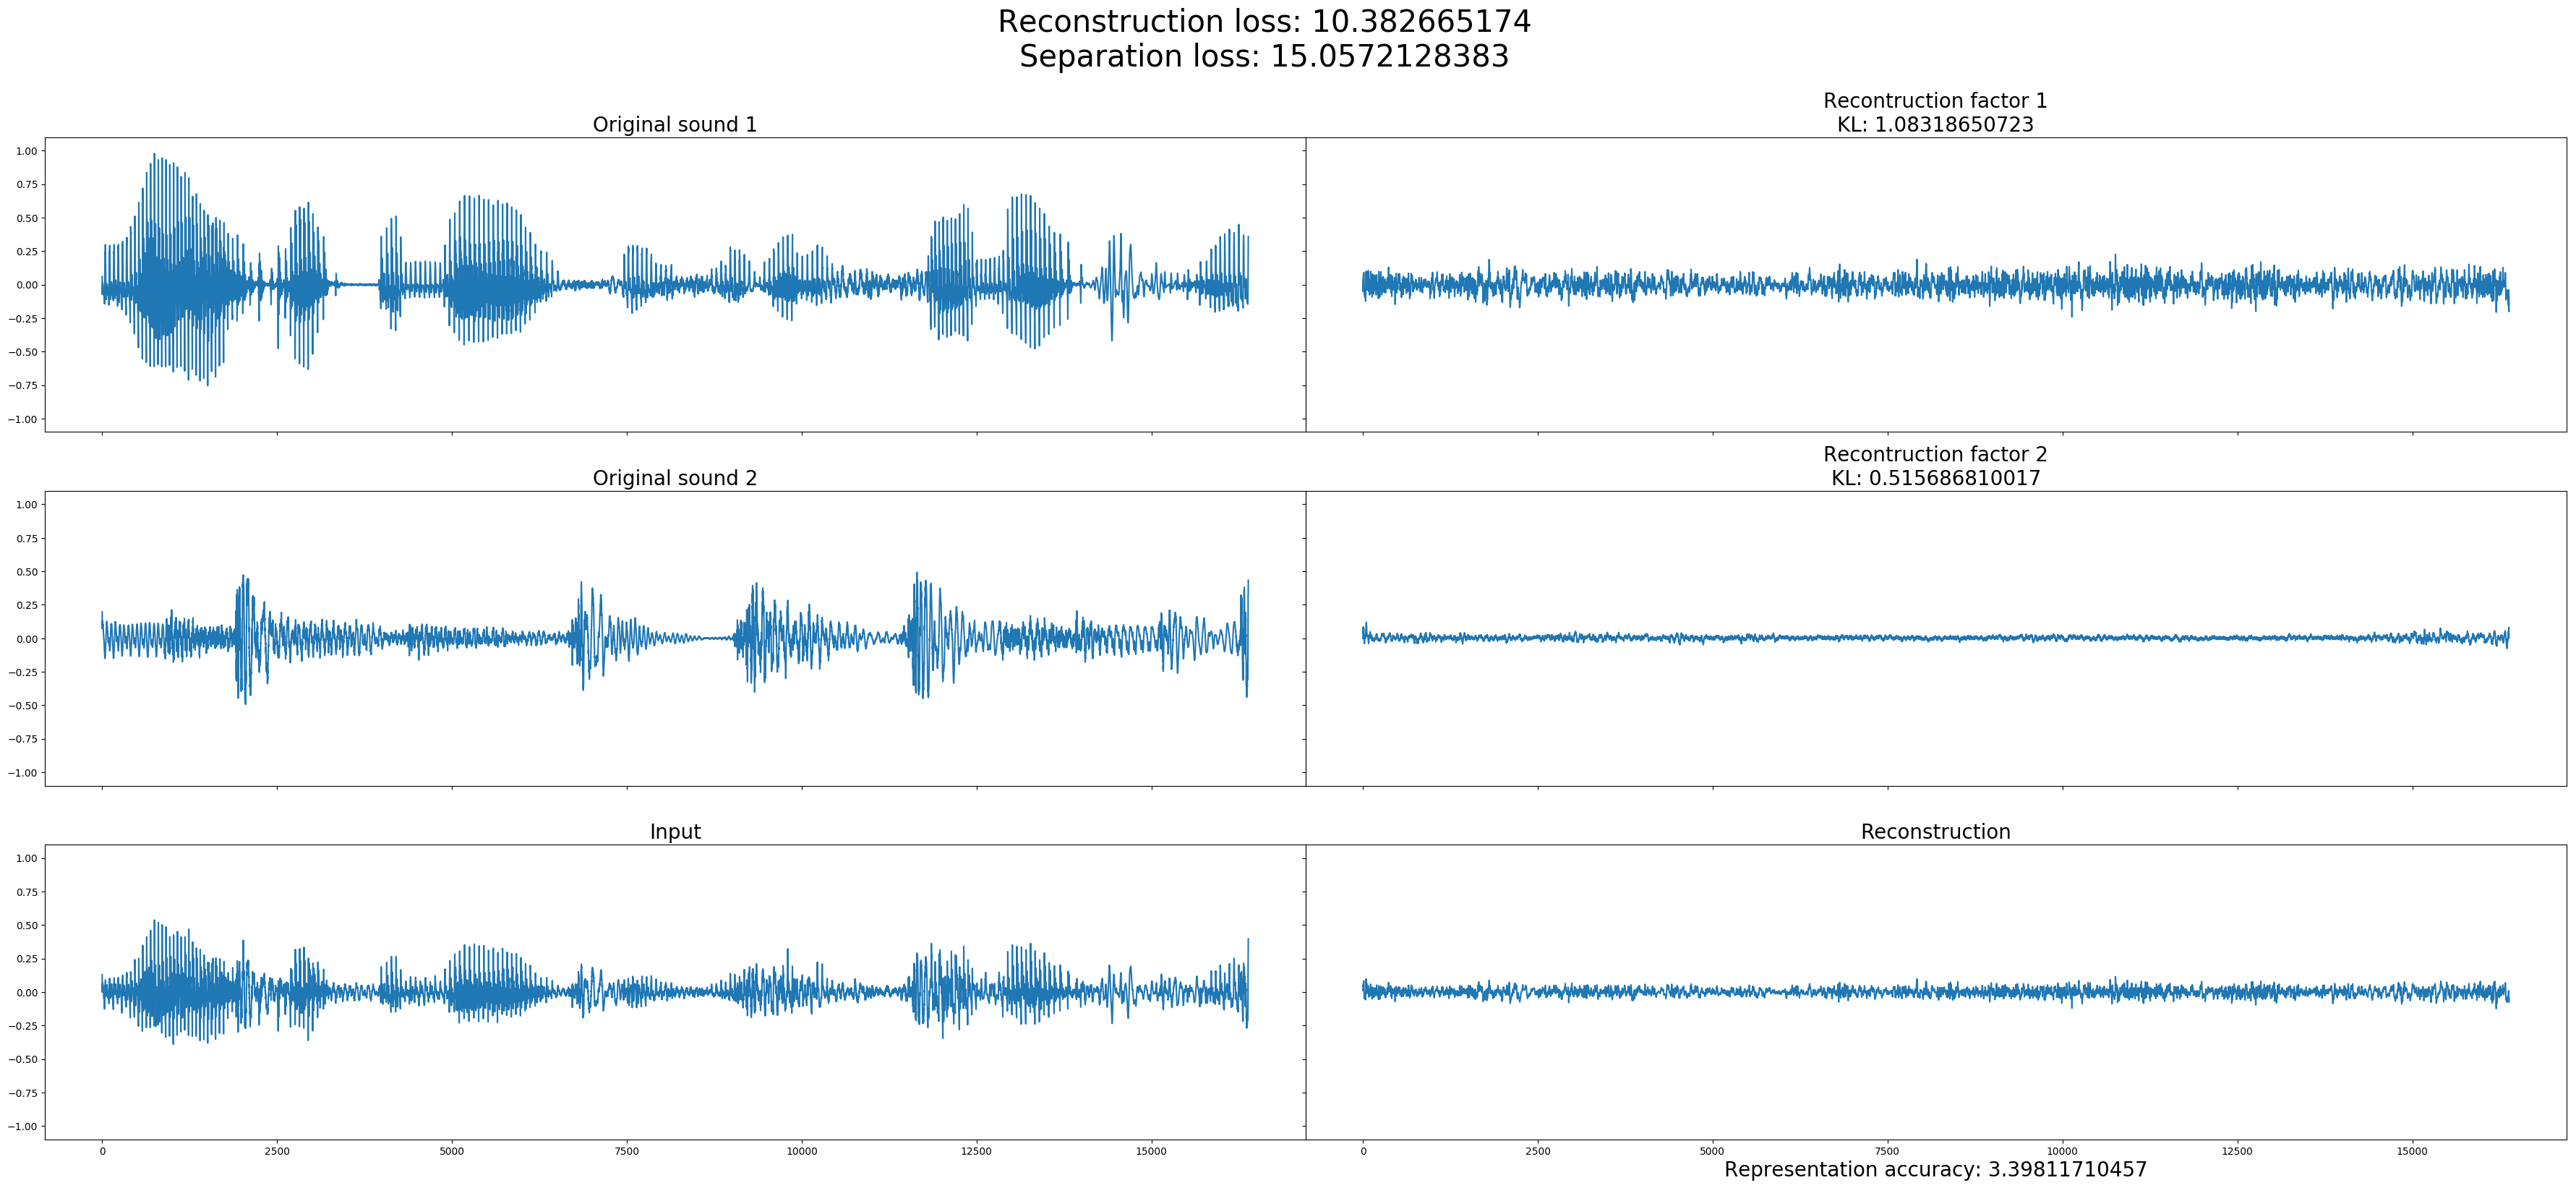 Reconstruction loss: 10.382665174
Separation loss: 15.0572128383
Original sound 1
Recontruction factor 1
KL: 1.08318650723
1.00
0.75
0.50
0.25
0.00
−0.25
−0.50
−0.75
−1.00
Original sound 2
Recontruction factor 2
KL: 0.515686810017
1.00
0.75
0.50
0.25
0.00
−0.25
−0.50
−0.75
−1.00
Input
Reconstruction
1.00
0.75
0.50
0.25
0.00
−0.25
−0.50
−0.75
−1.00
0 2500 5000 7500 10000 12500 15000
0 2500 5000 7500 10000 12500 15000
Representation accuracy: 3.39811710457